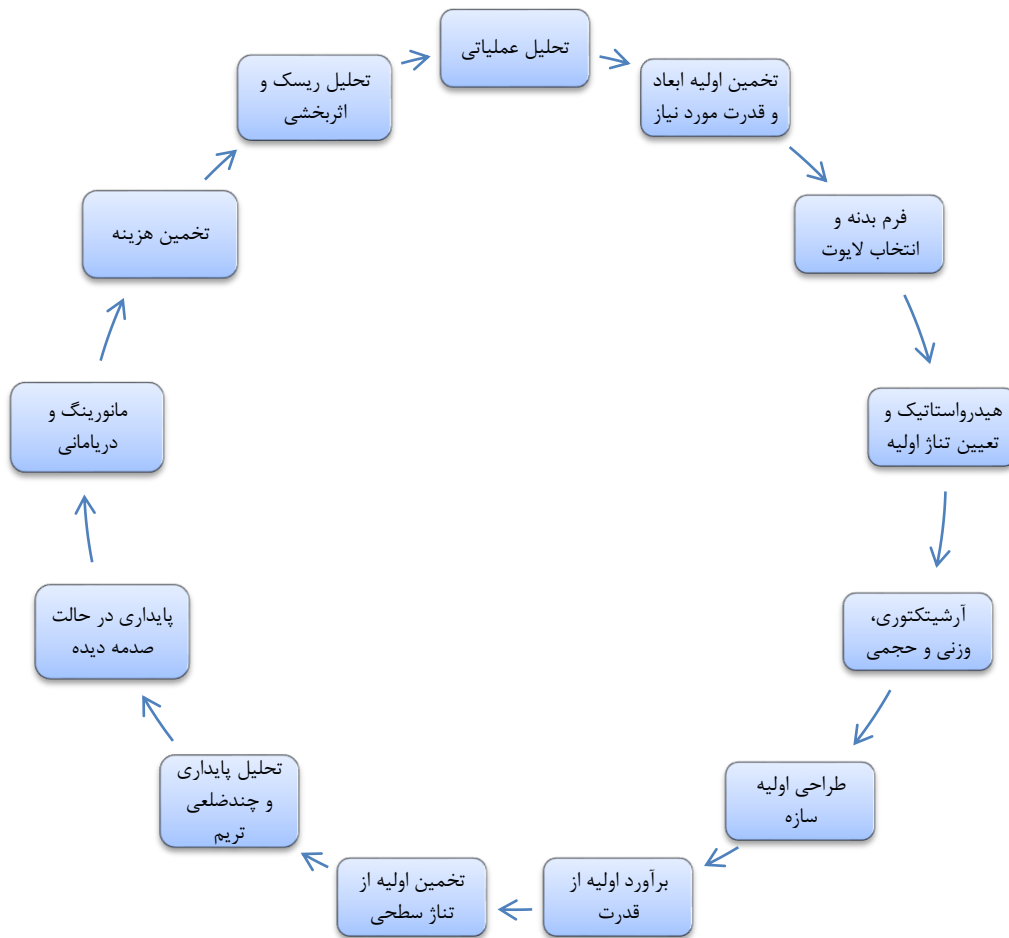 تحلیل عملیاتی
تخمین اولیه ابعاد
و قدرت مورد نیاز
فرم بدنه و
انتخاب لایوت
هیدرواستاتیک و
تعیین تناژ اولیه
آرشیتکتوری،
وزنی و حجمی
طراحی اولیه
سازه
برآورد اولیه از
قدرت
تخمین اولیه از
تناژ سطحی
تحلیل پایداری
و چندضلعی
تریم
پایداری در حالت
صدمه دیده
مانورینگ و
دریامانی
تخمین هزینه
تحلیل ریسک و
اثربخشی